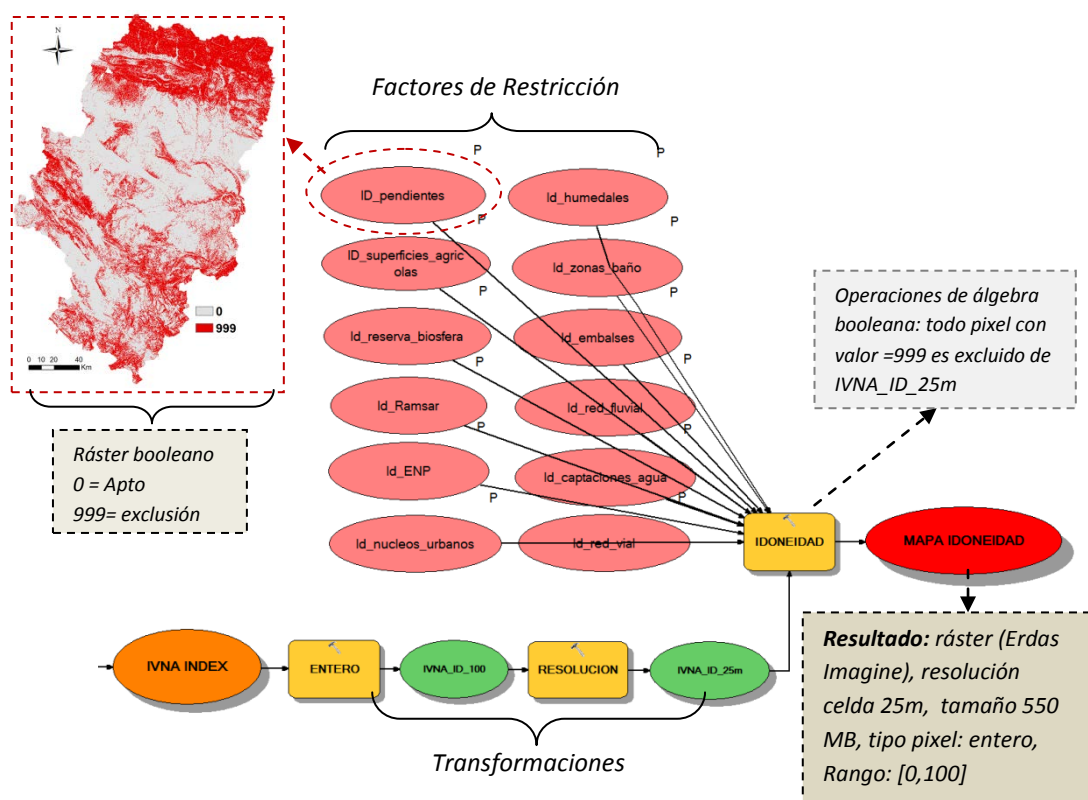 N
0
999
0 10 20 40
Km
Ráster booleano
0 = Apto
999= exclusión
Factores de Restricción
P
P
ID_pendientes
Id_humedales
P
P
ID_superficies_agric
olas
Id_zonas_baño
P
P
Id_reserva_biosfera
Id_embalses
P
P
Id_Ramsar
Id_red_fluvial
P
P
Id_ENP
Id_captaciones_agua
P
P
Id_nucleos_urbanos
Id_red_vial
IDONEIDAD
MAPA IDONEIDAD
Operaciones de álgebra
booleana: todo pixel con
valor =999 es excluido de
IVNA_ID_25m
IVNA INDEX
ENTERO
IVNA_ID_100
RESOLUCION
IVNA_ID_25m
Transformaciones
Resultado: ráster (Erdas
Imagine), resolución
celda 25m, tamaño 550
MB, tipo pixel: entero,
Rango: [0,100]